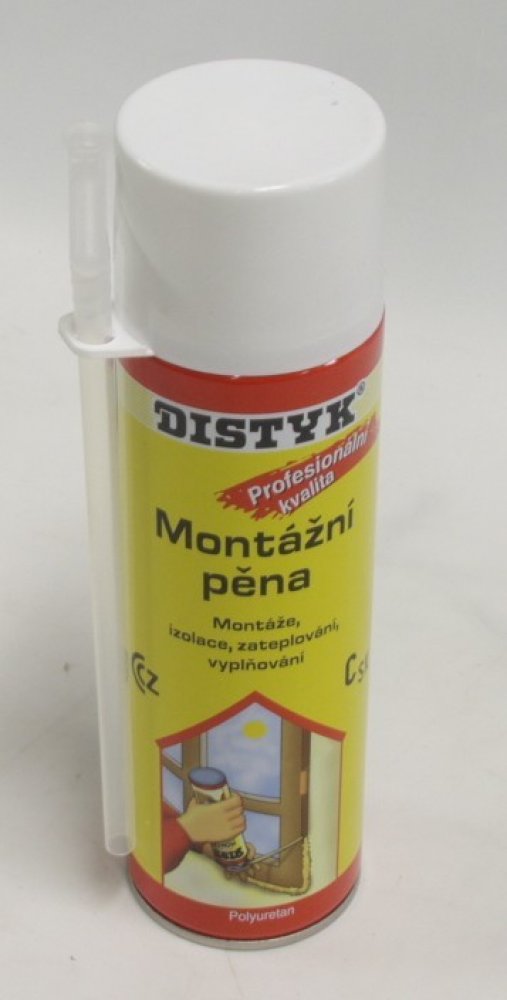 DISTYK®
Profesionální
kvalita
Montážní
pěna
Montáže,
izolace, zateplování,
vyplňování
CZ
Polyuretan